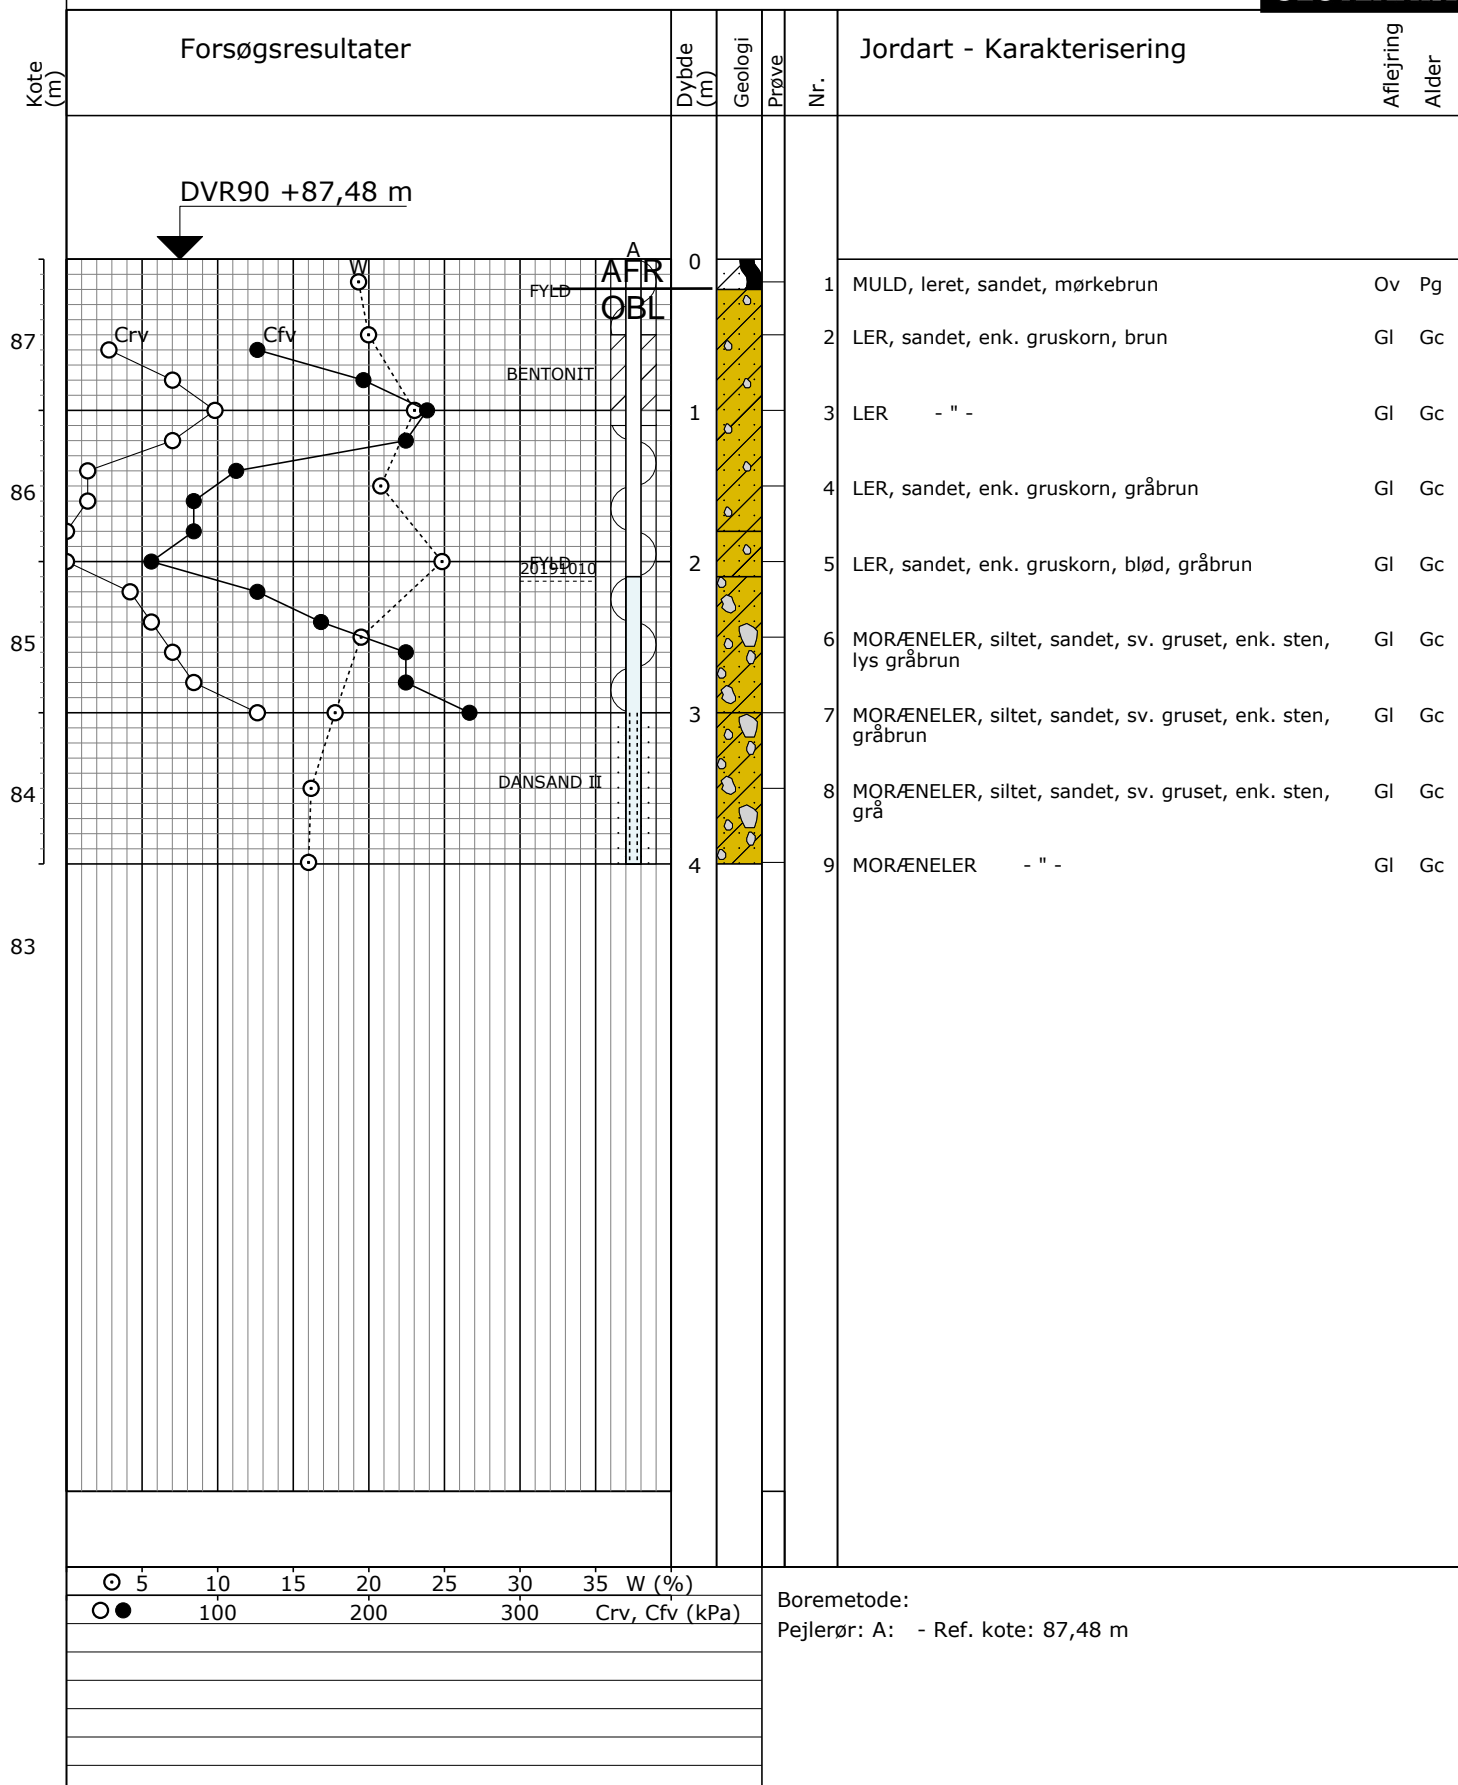 Forsøgsresultater
Kote
(m)
Dybde
(m)
Geologi
Prøve
Nr.
Jordart - Karakterisering
Aflejring
Alder
DVR90 +87,48 m
A
W
AFR
FYLD
OBL
0
1 MULD, leret, sandet, mørkebrun Ov Pg
87
Crv
Cfv
2 LER, sandet, enk. gruskorn, brun Gl Gc
BENTONIT
1
3 LER - " - Gl Gc
86
4 LER, sandet, enk. gruskorn, gråbrun Gl Gc
FYLD
20191010
2
5 LER, sandet, enk. gruskorn, blød, gråbrun Gl Gc
85
6 MORÆNELER, siltet, sandet, sv. gruset, enk. sten, Gl Gc
lys gråbrun
3
7 MORÆNELER, siltet, sandet, sv. gruset, enk. sten, Gl Gc
gråbrun
84
DANSAND II
8 MORÆNELER, siltet, sandet, sv. gruset, enk. sten, Gl Gc
grå
4
9 MORÆNELER - " - Gl Gc
83
5 10 15 20 25 30 35 W (%)
100 200 300 Crv, Cfv (kPa)
Boremetode:
Pejlerør: A: - Ref. kote: 87,48 m